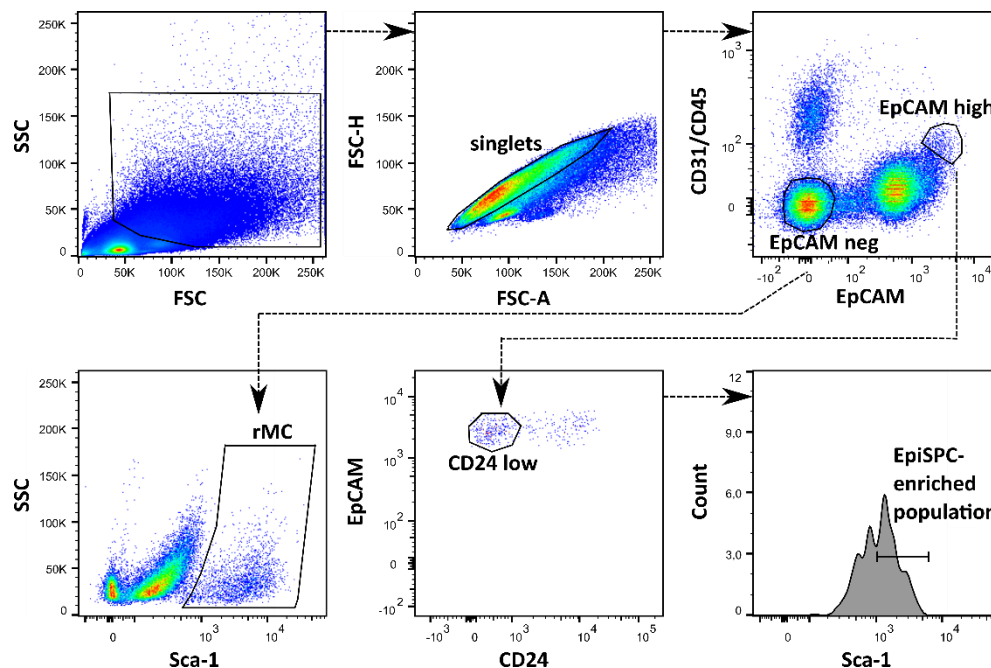 SSC
250K
200K
150K
100K
50K
0
0
50K
100K
150K
200K
250K
FSC
FSC-H
250K
200K
150K
100K
50K
0
singlets
50K
100K
150K
200K
250K
FSC-A
CD31/CD45
10³
10²
0
EpCAM high
EpCAM neg
-10²
0
10²
10³
10⁴
EpCAM
SSC
250K
200K
150K
100K
50K
0
rMC
0
10³
10⁴
Sca-1
EpCAM
10⁴
10³
10²
0
-10²
CD24 low
-10³
0
10³
10⁴
10⁵
CD24
Count
12
9.0
6.0
3.0
0
EpiSPC-
enriched
population
0
10³
10⁴
Sca-1